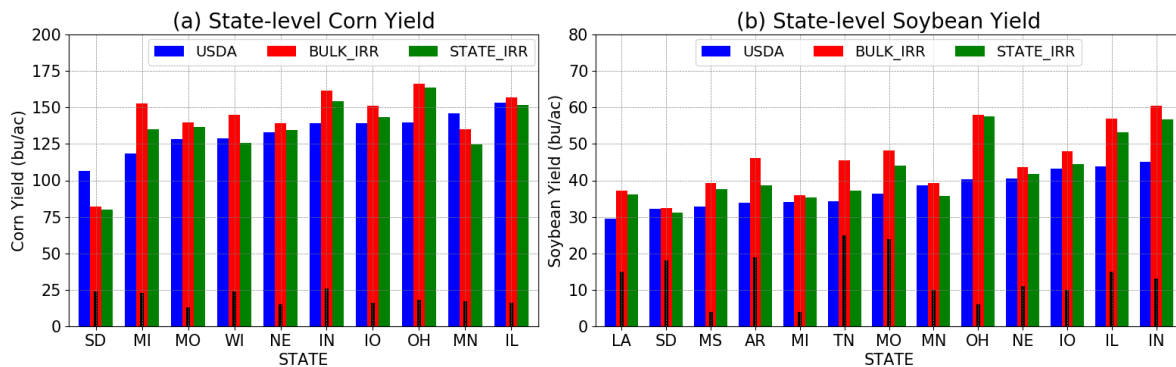 (a) State-level Corn Yield
200
175
150
125
100
75
50
25
0
Corn Yield (bu/ac)
USDA BULK_IRR STATE_IRR
SD MI MO WI NE IN IO OH MN IL
STATE
(b) State-level Soybean Yield
80
70
60
50
40
30
20
10
0
Soybean Yield (bu/ac)
USDA BULK_IRR STATE_IRR
LA SD MS AR MI TN MO MN OH NE IO IL IN
STATE